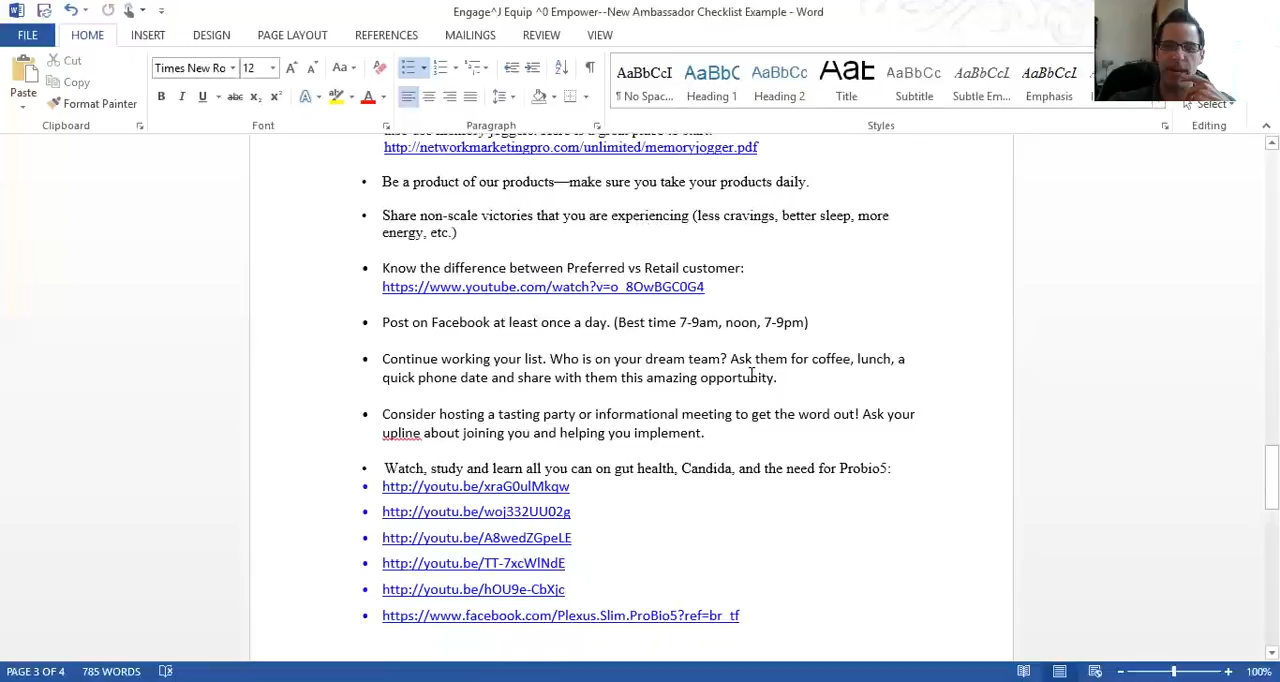 Engage^J Equip ^0 Empower--New Ambassador Checklist Example - Word
FILE HOME INSERT DESIGN PAGE LAYOUT REFERENCES MAILINGS REVIEW VIEW
Paste
Cut
Copy
Format Painter
Clipboard
Times New Ro 12
Aa
B I U abc x₂ x² A A
Font
Paragraph
AaBbCcI AaBbC AaBbCc AaB AaBbCc AaBbCcI AaBbCcI
¶ No Spac... Heading 1 Heading 2 Title Subtitle Subtle Em... Emphasis
Styles
Select
Editing
http://networkmarketingpro.com/unlimited/memoryjogger.pdf
• Be a product of our products—make sure you take your products daily.
• Share non-scale victories that you are experiencing (less cravings, better sleep, more
energy, etc.)
• Know the difference between Preferred vs Retail customer:
https://www.youtube.com/watch?v=o_8OwBGC0G4
• Post on Facebook at least once a day. (Best time 7-9am, noon, 7-9pm)
• Continue working your list. Who is on your dream team? Ask them for coffee, lunch, a
quick phone date and share with them this amazing opportunity.
• Consider hosting a tasting party or informational meeting to get the word out! Ask your
upline about joining you and helping you implement.
• Watch, study and learn all you can on gut health, Candida, and the need for Probio5:
• http://youtu.be/xraG0ulMkqw
• http://youtu.be/woj332UU02g
• http://youtu.be/A8wedZGpeLE
• http://youtu.be/TT-7xcWlNdE
• http://youtu.be/hOU9e-CbXjc
• https://www.facebook.com/Plexus.Slim.ProBio5?ref=br_tf
PAGE 3 OF 4 785 WORDS
100%